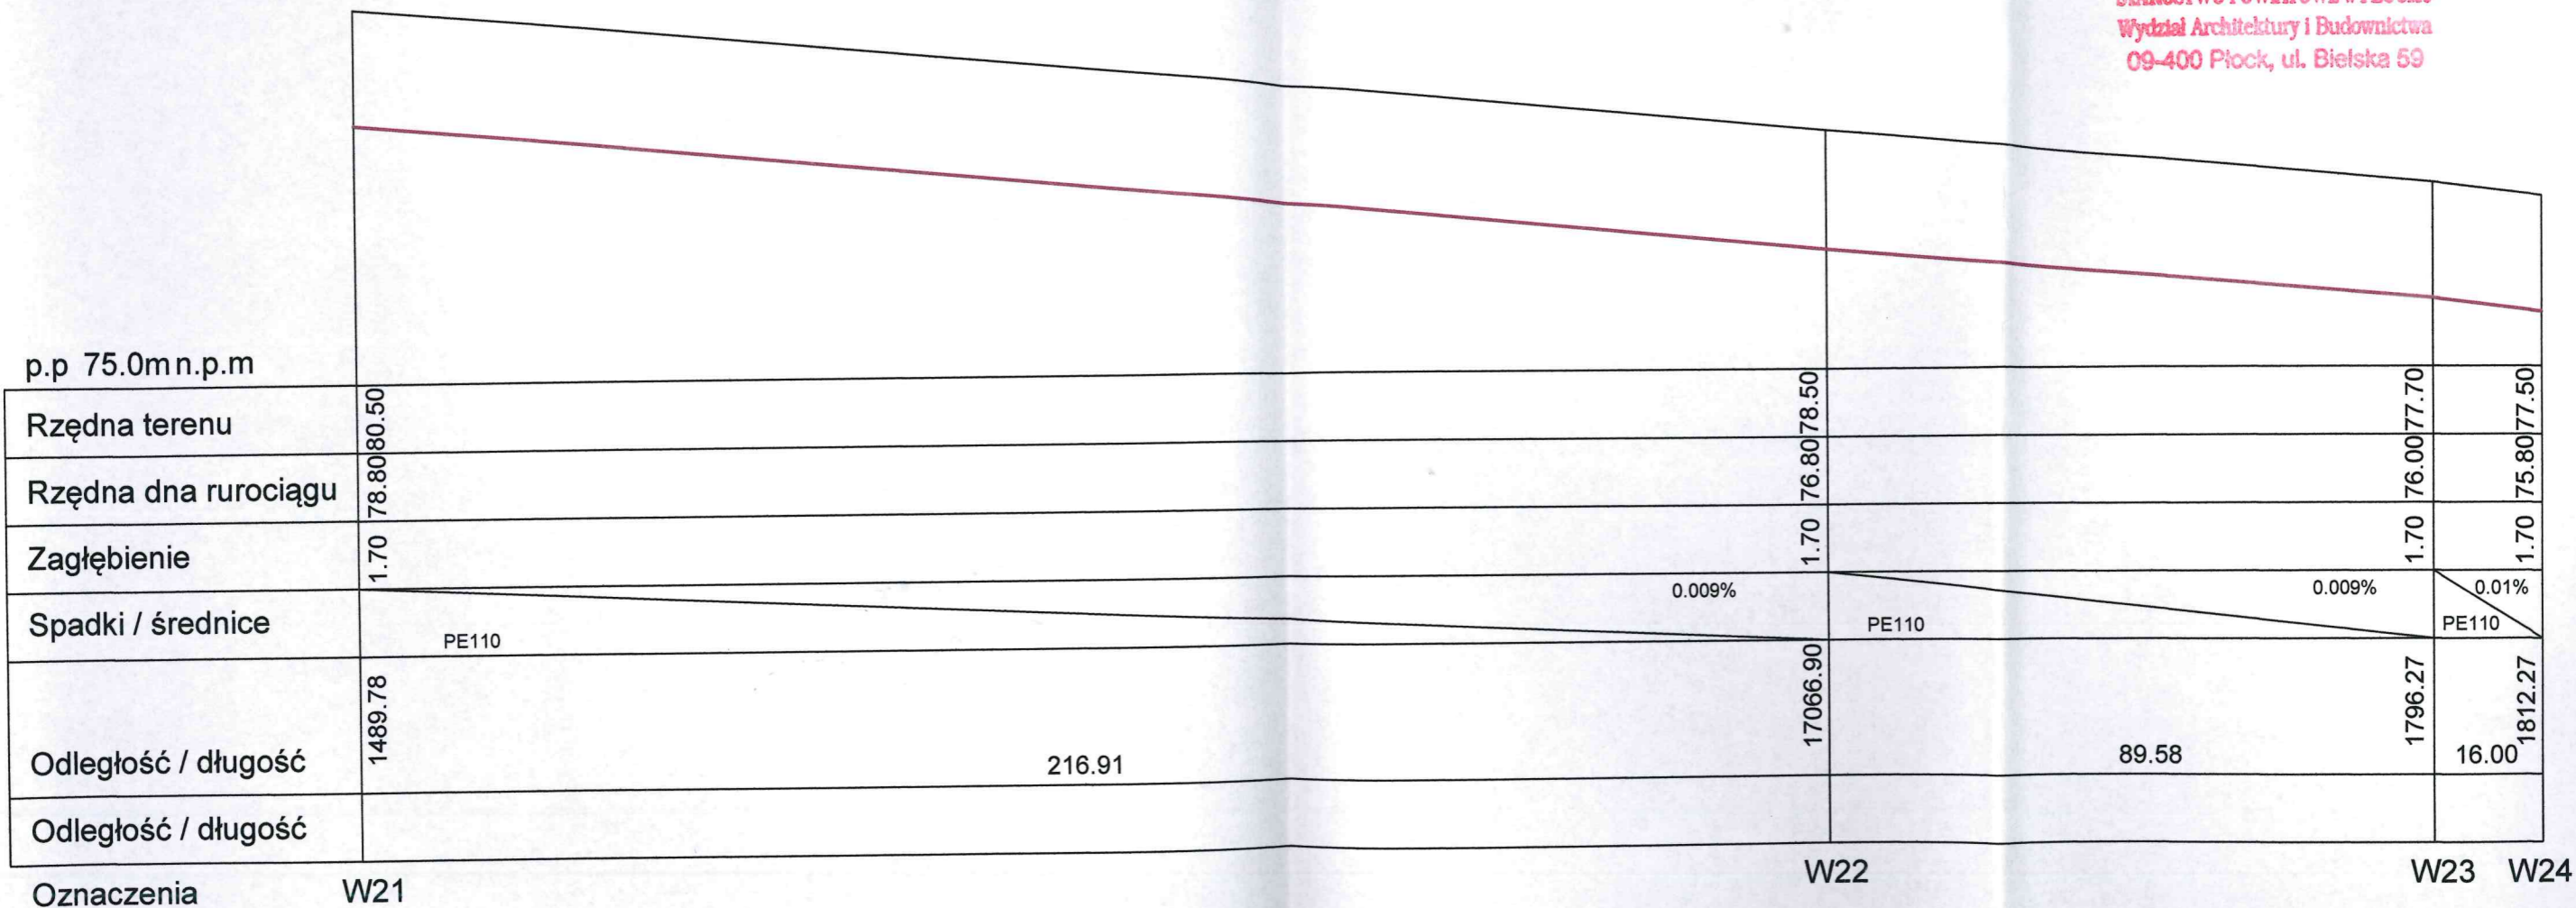 Wydział Architektury i Budownictwa
09-400 Płock, ul. Bielska 59
p.p 75.0m n.p.m
Rzędna terenu 80.50 78.50 77.70 77.50
Rzędna dna rurociągu 78.80 76.80 76.00 75.80
Zagłębienie 1.70 1.70 1.70 1.70
Spadki / średnice PE110 0.009% PE110 0.009% PE110 0.01%
Odległość / długość 1489.78 216.91 17066.90 89.58 1796.27 16.00 1812.27
Odległość / długość
Oznaczenia W21 W22 W23 W24